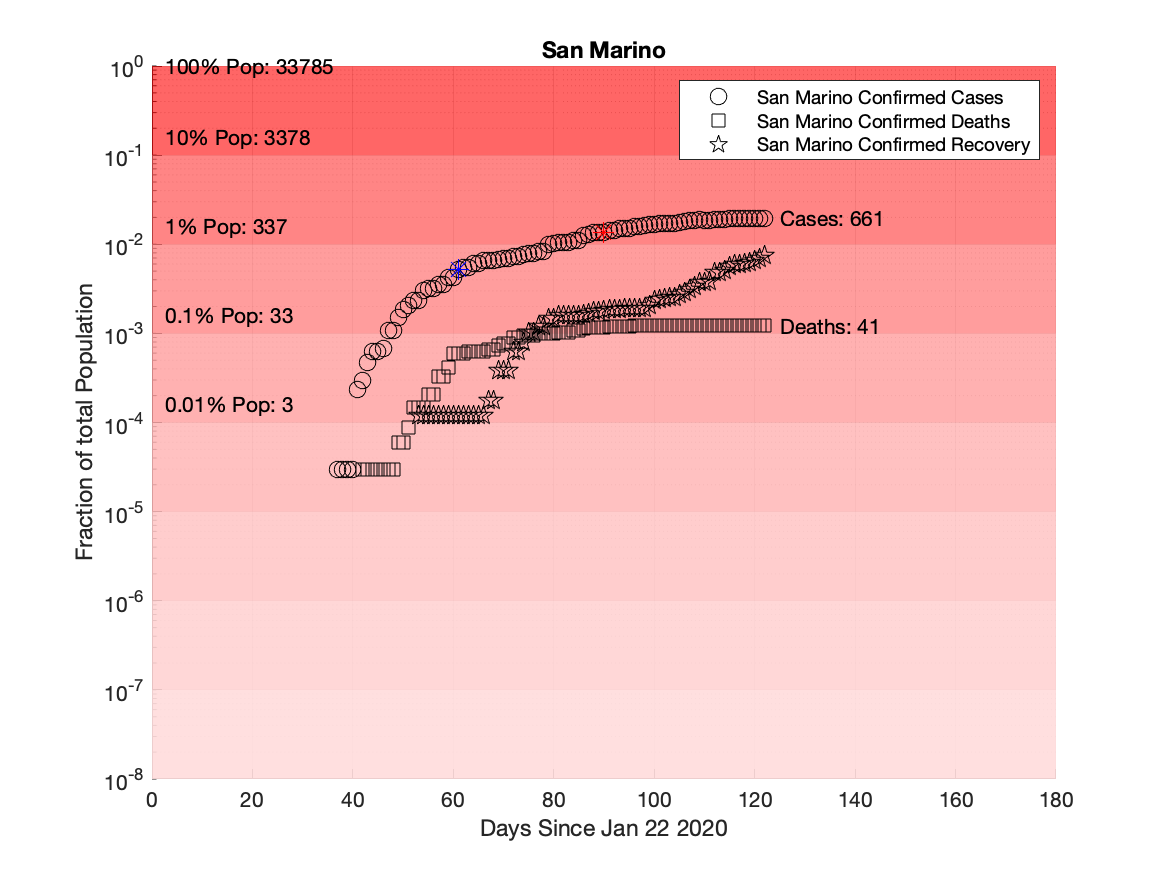 San Marino
10^0
100% Pop: 33785
San Marino Confirmed Cases
San Marino Confirmed Deaths
San Marino Confirmed Recovery
10% Pop: 3378
10^-1
1% Pop: 337
Cases: 661
10^-2
0.1% Pop: 33
Deaths: 41
10^-3
0.01% Pop: 3
10^-4
10^-5
10^-6
10^-7
10^-8
Fraction of total Population
0 20 40 60 80 100 120 140 160 180
Days Since Jan 22 2020